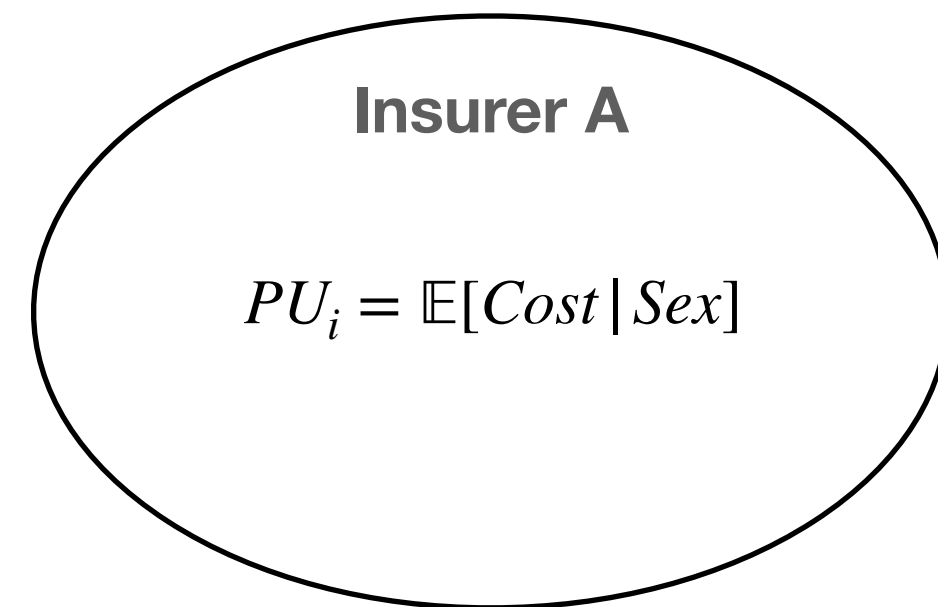 Insurer A
PU_i = 𝔼[Cost | Sex]